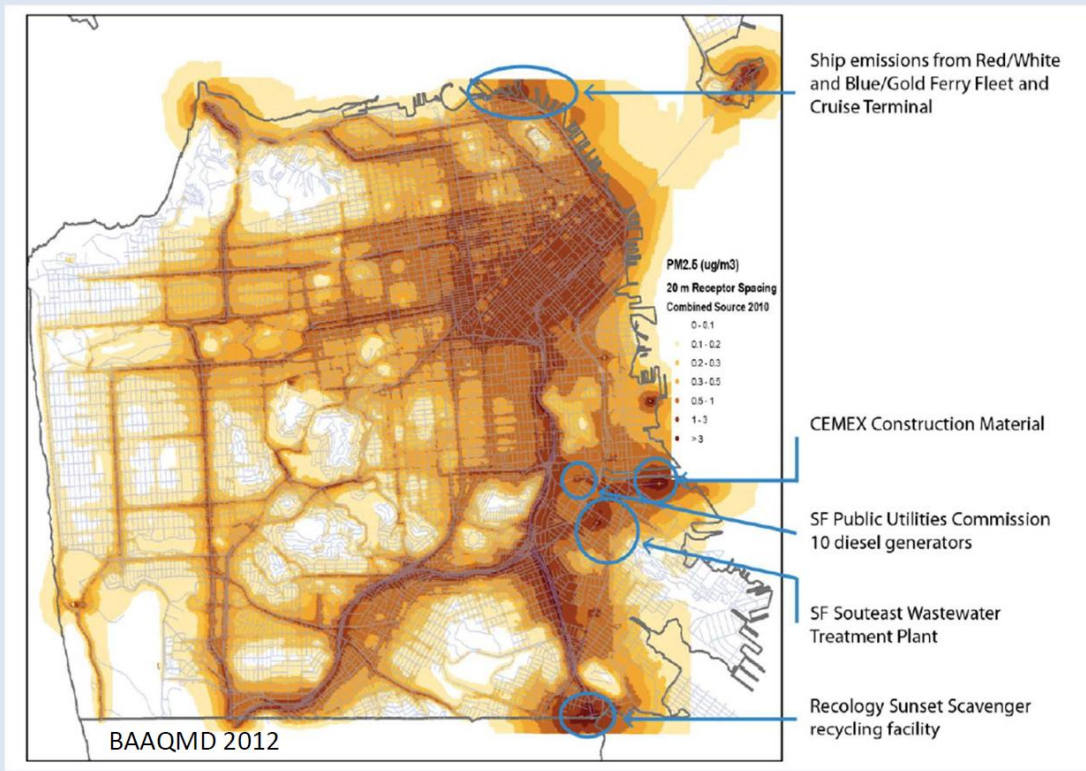 Ship emissions from Red/White
and Blue/Gold Ferry Fleet and
Cruise Terminal
PM2.5 (ug/m3)
20 m Receptor Spacing
Combined Source 2010
0 - 0.1
0.1 - 0.2
0.2 - 0.3
0.3 - 0.5
0.5 - 1
1 - 3
> 3
CEMEX Construction Material
SF Public Utilities Commission
10 diesel generators
SF Souteast Wastewater
Treatment Plant
Recology Sunset Scavenger
recycling facility
BAAQMD 2012